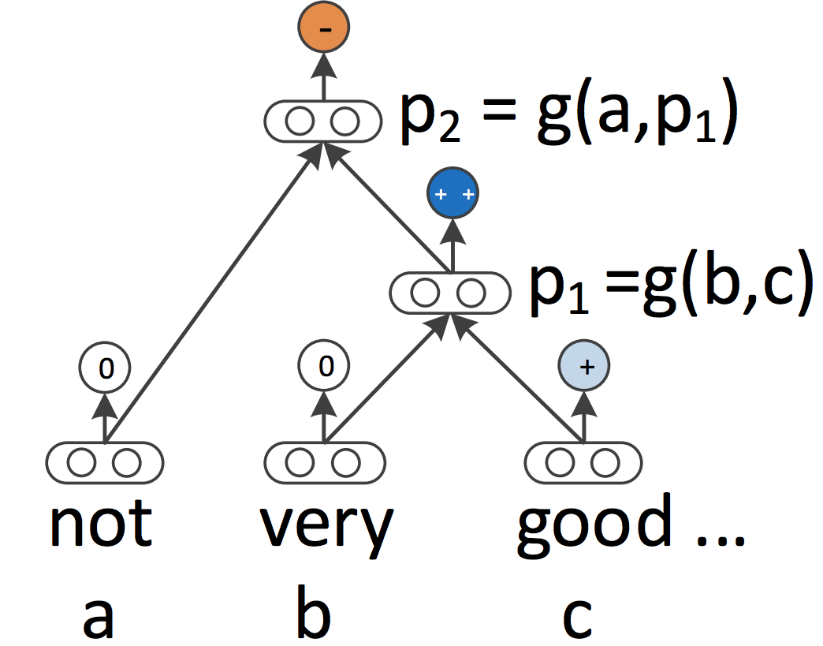 -
p₂ = g(a,p₁)
+ +
p₁ =g(b,c)
0 0 +
not very good ...
a b c